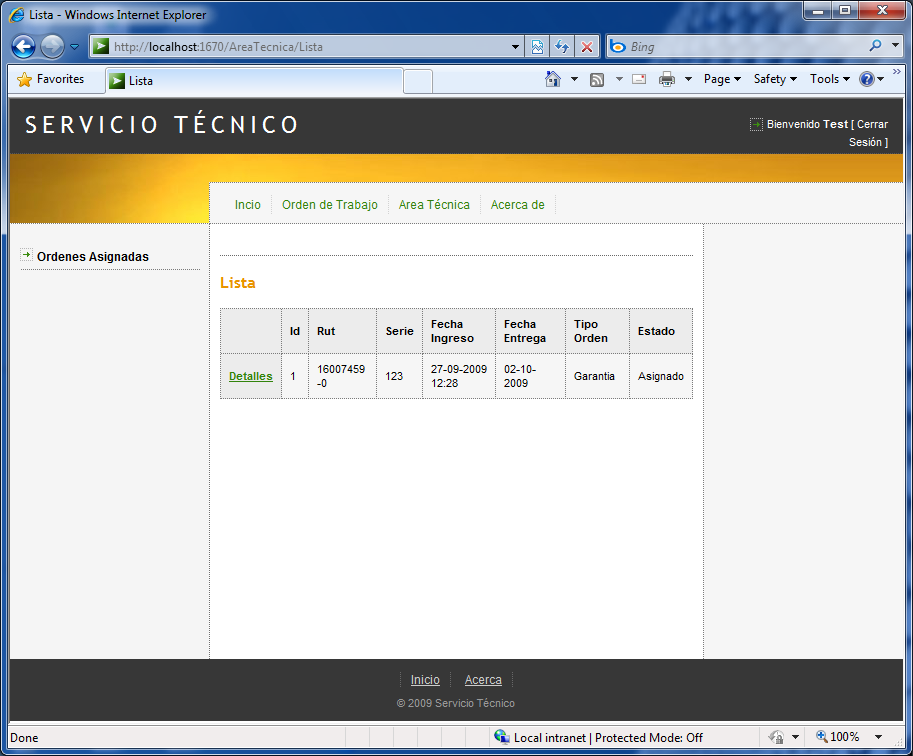 Lista - Windows Internet Explorer
http://localhost:1670/AreaTecnica/Lista
Bing
Favorites
Lista
Page
Safety
Tools
SERVICIO TÉCNICO
Bienvenido Test [ Cerrar
Sesión ]
Incio
Orden de Trabajo
Area Técnica
Acerca de
Ordenes Asignadas
Lista
Id
Rut
Serie
Fecha
Ingreso
Fecha
Entrega
Tipo
Orden
Estado
Detalles
1
16007459
-0
123
27-09-2009
12:28
02-10-
2009
Garantia
Asignado
Inicio
Acerca
© 2009 Servicio Técnico
Done
Local intranet | Protected Mode: Off
100%